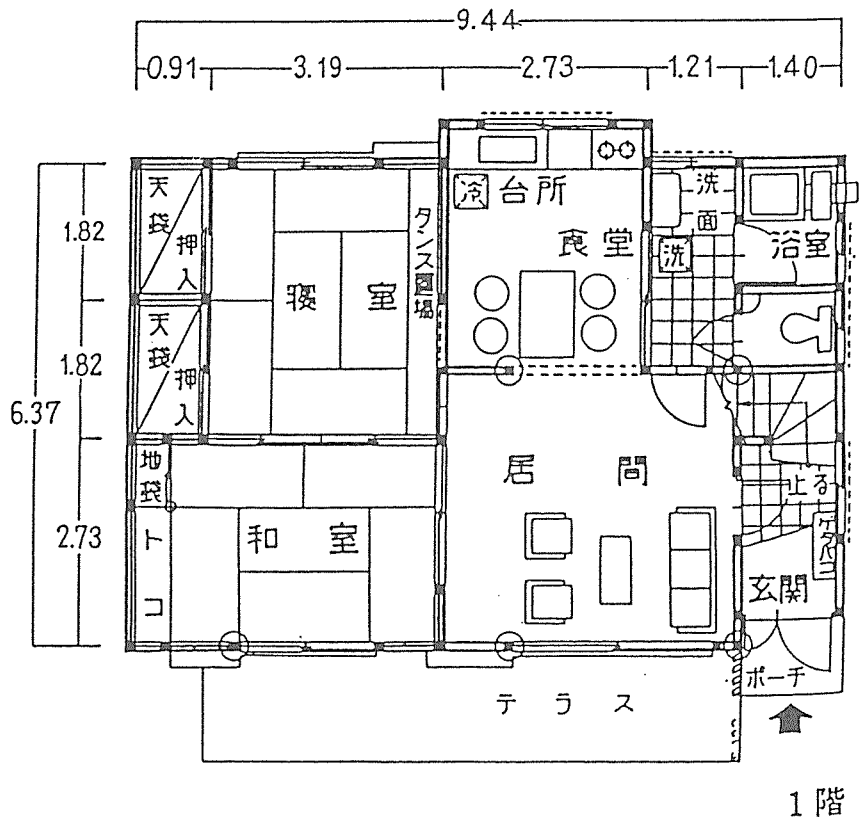 9.44
0.91 3.19 2.73 1.21 1.40
6.37
1.82
1.82
2.73
天袋
押入
天袋
押入
地袋
トコ
寝室
タンス置場
和室
冷
台所
食堂
洗面
洗
浴室
居間
上る
ゲタバコ
玄関
ポーチ
テラス
1階